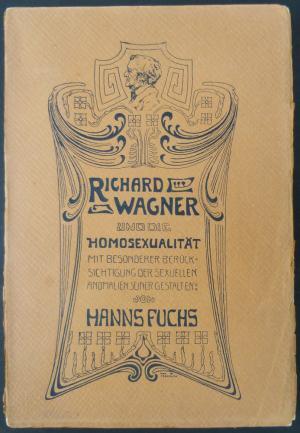 RICHARD
WAGNER
UND DIE
HOMOSEXUALITÄT
MIT BESONDERER BERÜCK-
SICHTIGUNG DER SEXUELLEN
ANOMALIEN SEINER GESTALTEN
VON
HANNS FUCHS